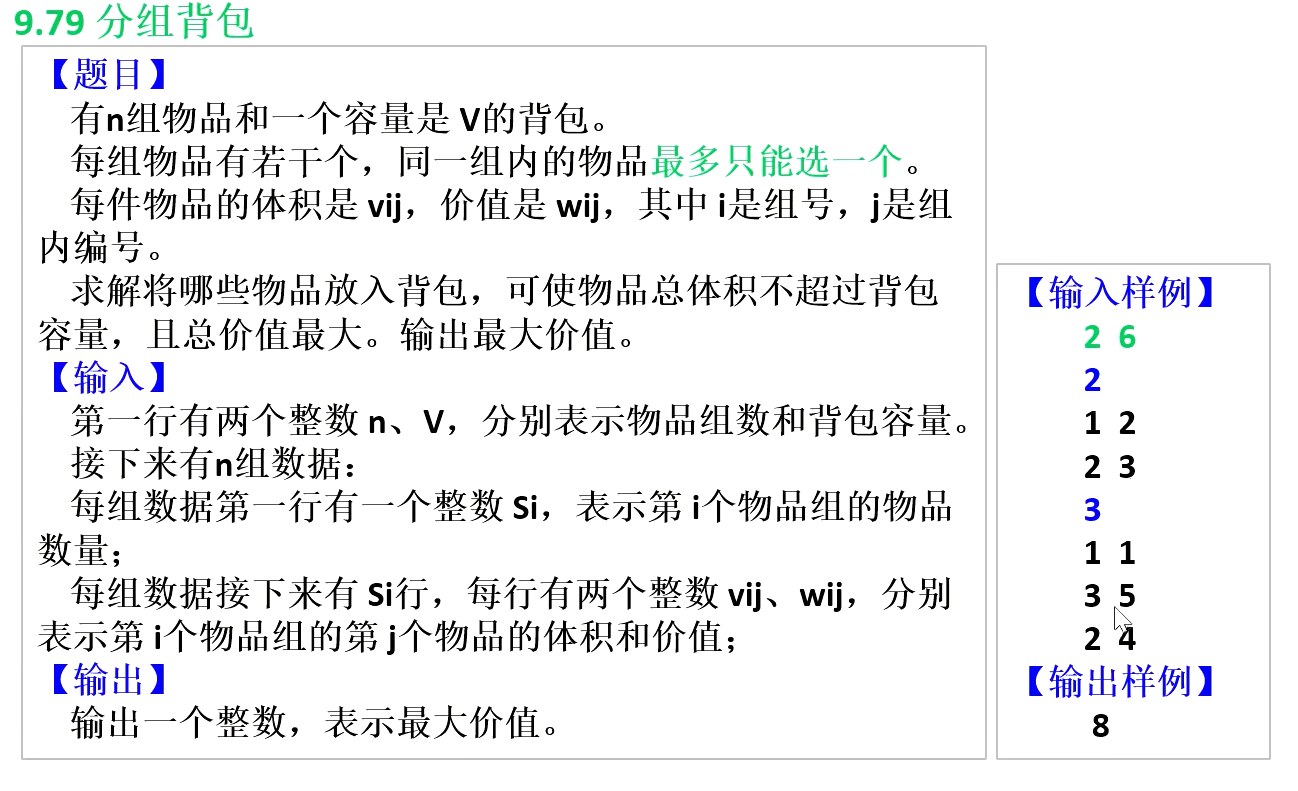 9.79 分组背包
【题目】
有n组物品和一个容量是 V的背包。
每组物品有若干个，同一组内的物品最多只能选一个。
每件物品的体积是 vij，价值是 wij，其中 i是组号，j是组
内编号。
求解将哪些物品放入背包，可使物品总体积不超过背包
容量，且总价值最大。输出最大价值。
【输入】
第一行有两个整数 n、V，分别表示物品组数和背包容量。
接下来有n组数据：
每组数据第一行有一个整数 Si，表示第 i个物品组的物品
数量；
每组数据接下来有 Si行，每行有两个整数 vij、wij，分别
表示第 i个物品组的第 j个物品的体积和价值；
【输出】
输出一个整数，表示最大价值。
【输入样例】
2 6
2
1 2
2 3
3
1 1
3 5
2 4
【输出样例】
8